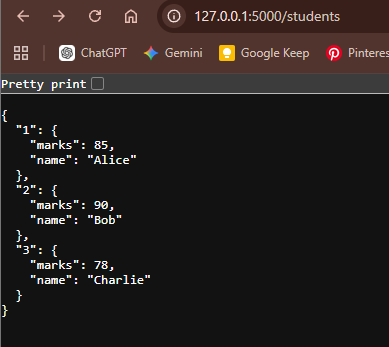 127.0.0.1:5000/students
ChatGPT Gemini Google Keep Pinteres
Pretty print
{
  "1": {
    "marks": 85,
    "name": "Alice"
  },
  "2": {
    "marks": 90,
    "name": "Bob"
  },
  "3": {
    "marks": 78,
    "name": "Charlie"
  }
}